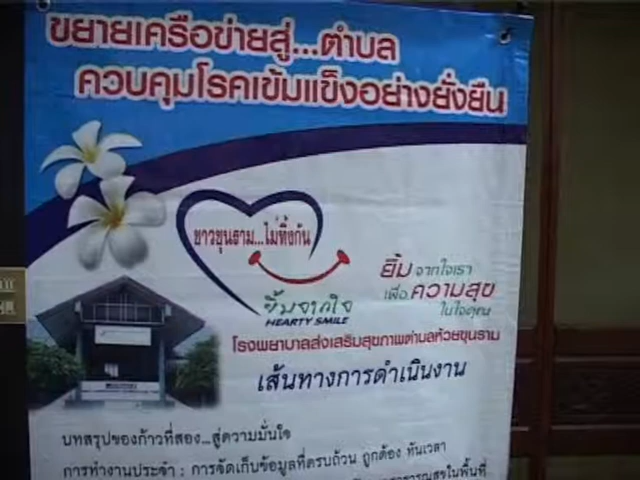 ขยายเครือข่ายสู่...ตำบล
ควบคุมโรคเข้มแข็งอย่างยั่งยืน
ชาวขุนราม...ไม่ทิ้งกัน
ยิ้มจากใจ
HEARTY SMILE
ยิ้ม จากใจเรา
เพื่อ ความสุข
ในใจคุณ
โรงพยาบาลส่งเสริมสุขภาพตำบลห้วยขุนราม
เส้นทางการดำเนินงาน
บทสรุปของก้าวที่สอง...สู่ความมั่นใจ
การทำงานประจำ : การจัดเก็บข้อมูลที่ครบถ้วน ถูกต้อง ทันเวลา